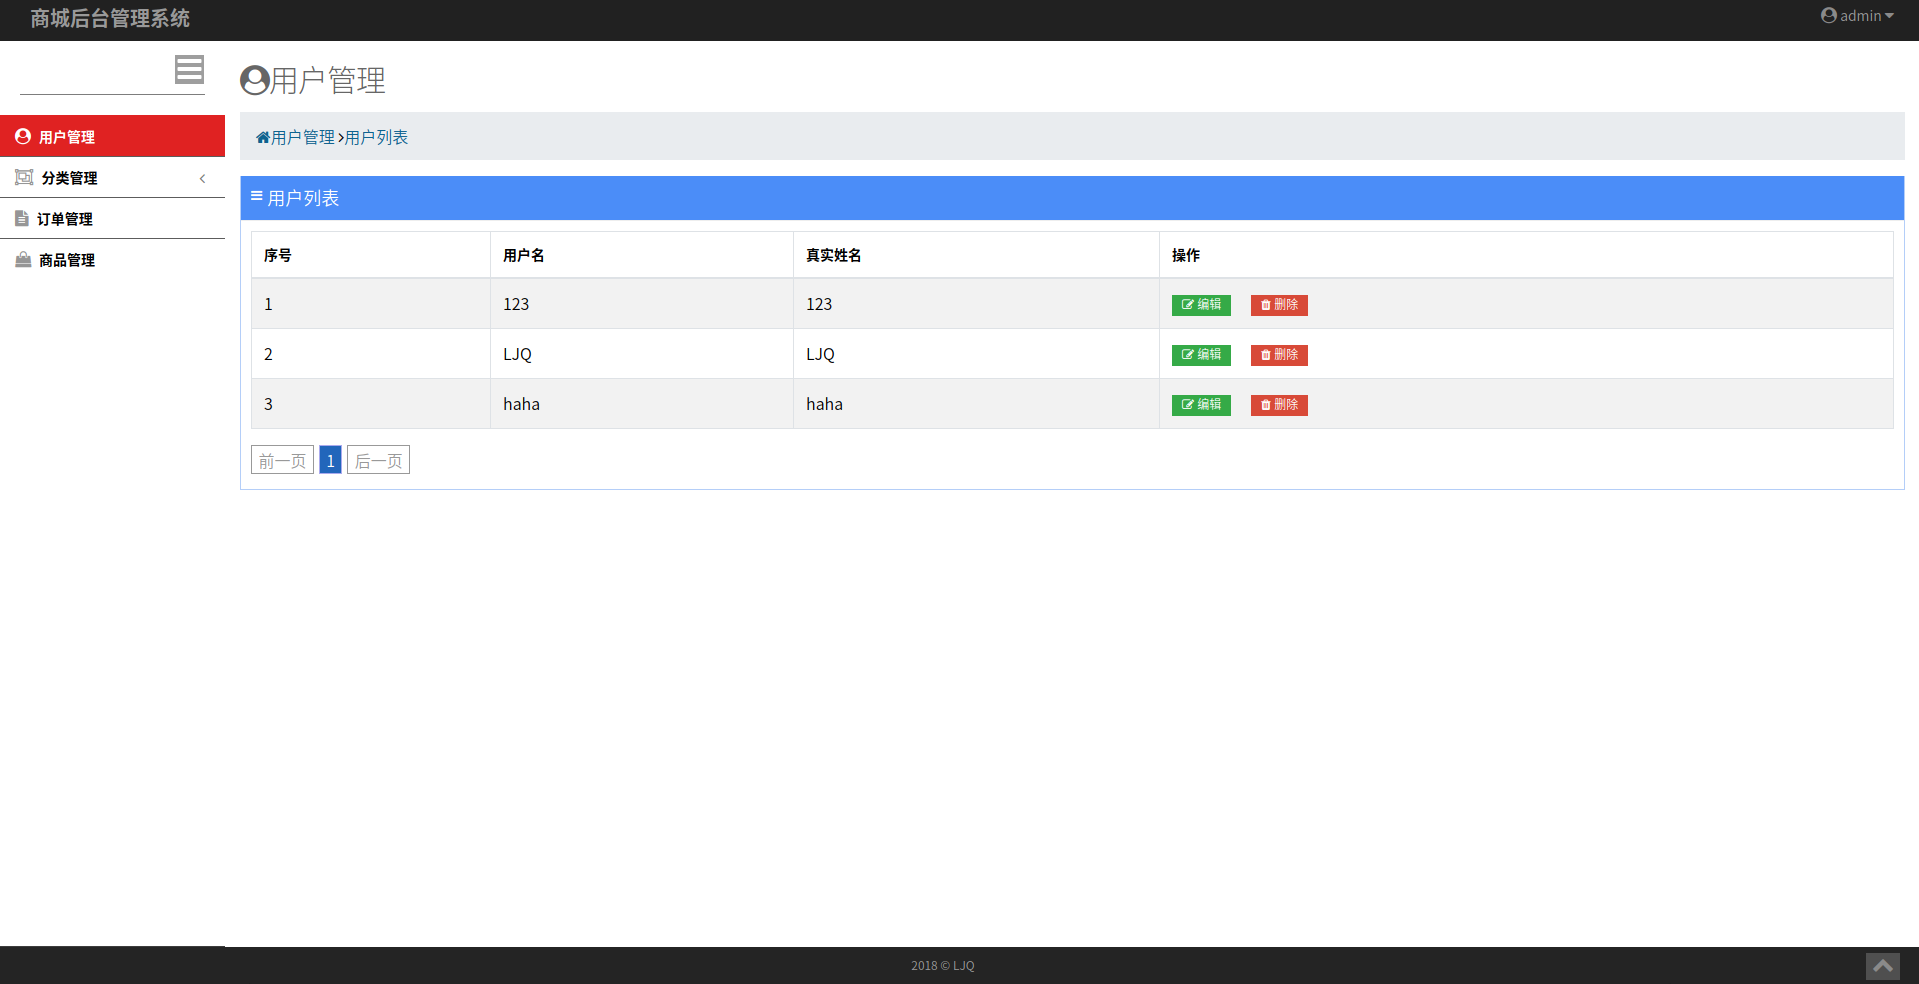 商城后台管理系统 admin
用户管理
用户管理
分类管理
订单管理
商品管理
用户管理 用户列表
用户列表
序号 用户名 真实姓名 操作
1 123 123 编辑 删除
2 LJQ LJQ 编辑 删除
3 haha haha 编辑 删除
前一页 1 后一页
2018 © LJQ